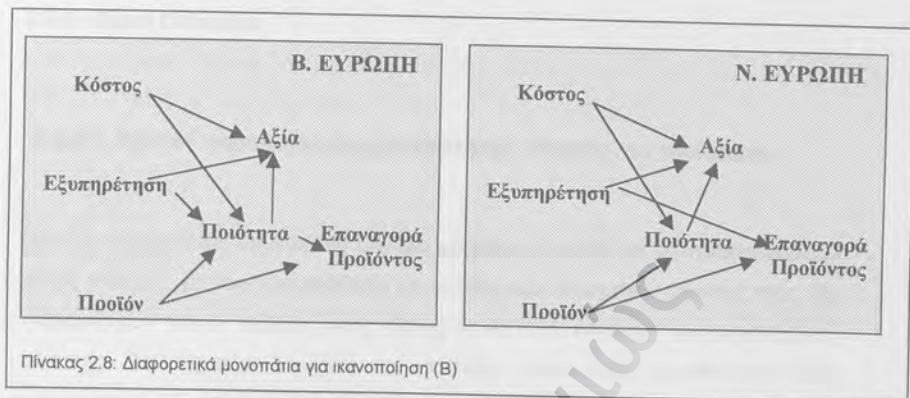 Β. ΕΥΡΩΠΗ
Κόστος
Αξία
Εξυπηρέτηση
Ποιότητα
Επαναγορά
Προϊόντος
Προϊόν
Ν. ΕΥΡΩΠΗ
Κόστος
Αξία
Εξυπηρέτηση
Ποιότητα
Επαναγορά
Προϊόντος
Προϊόν
Πίνακας 2.8: Διαφορετικά μονοπάτια για ικανοποίηση (Β)